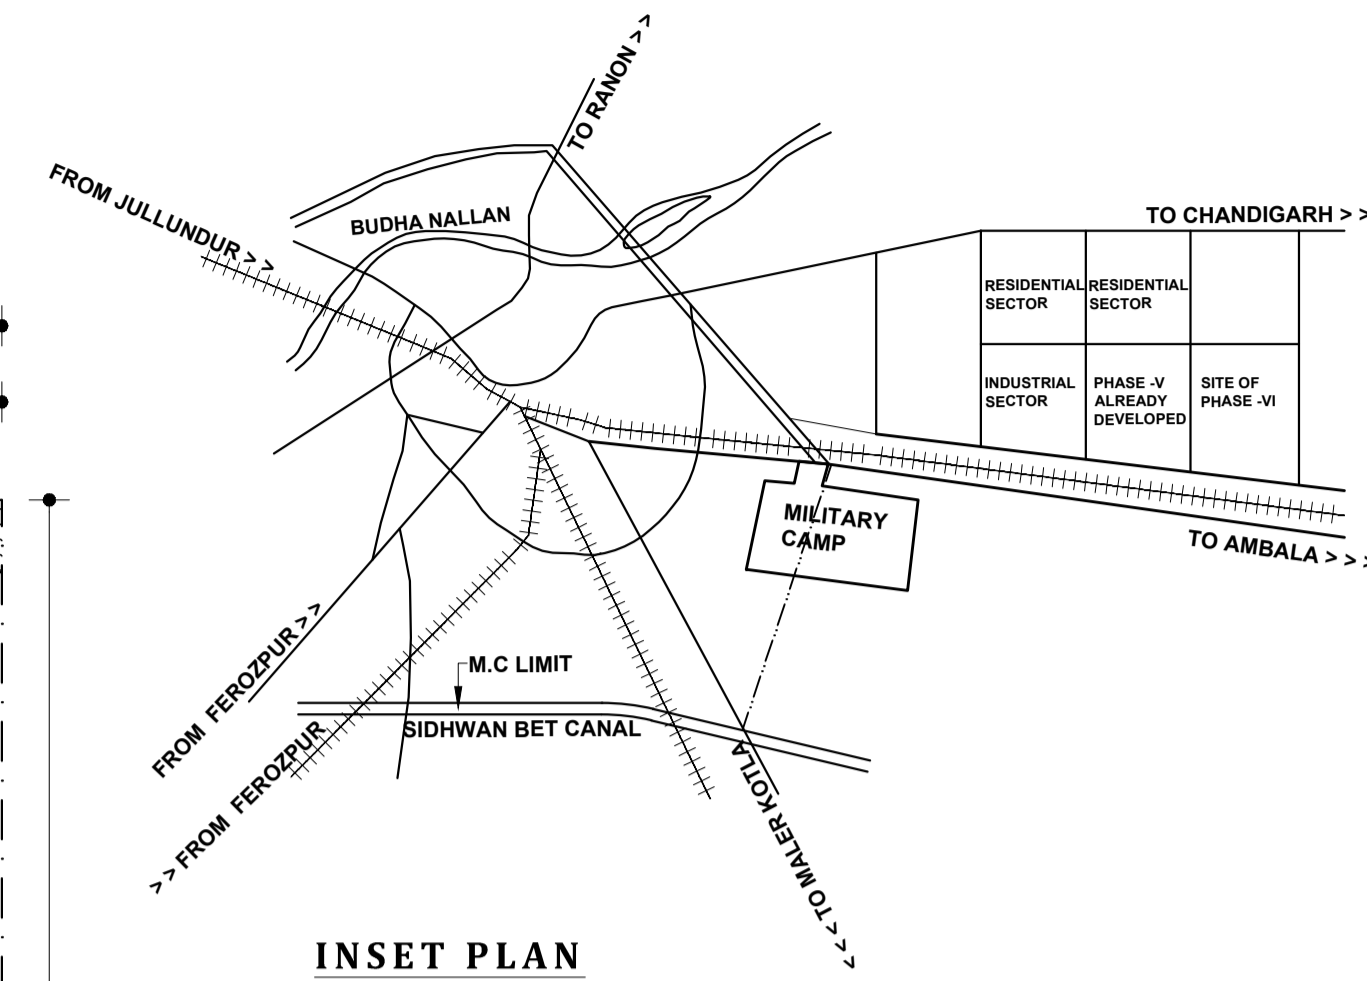 TO RANON > >
FROM JULLUNDUR > >
BUDHA NALLAN
TO CHANDIGARH > >
RESIDENTIAL
SECTOR
RESIDENTIAL
SECTOR
INDUSTRIAL
SECTOR
PHASE -V
ALREADY
DEVELOPED
SITE OF
PHASE -VI
MILITARY
CAMP
TO AMBALA > > >
FROM FEROZPUR > >
M.C LIMIT
SIDHWAN BET CANAL
> > FROM FEROZPUR
< < < TO MALER KOTLA
INSET PLAN